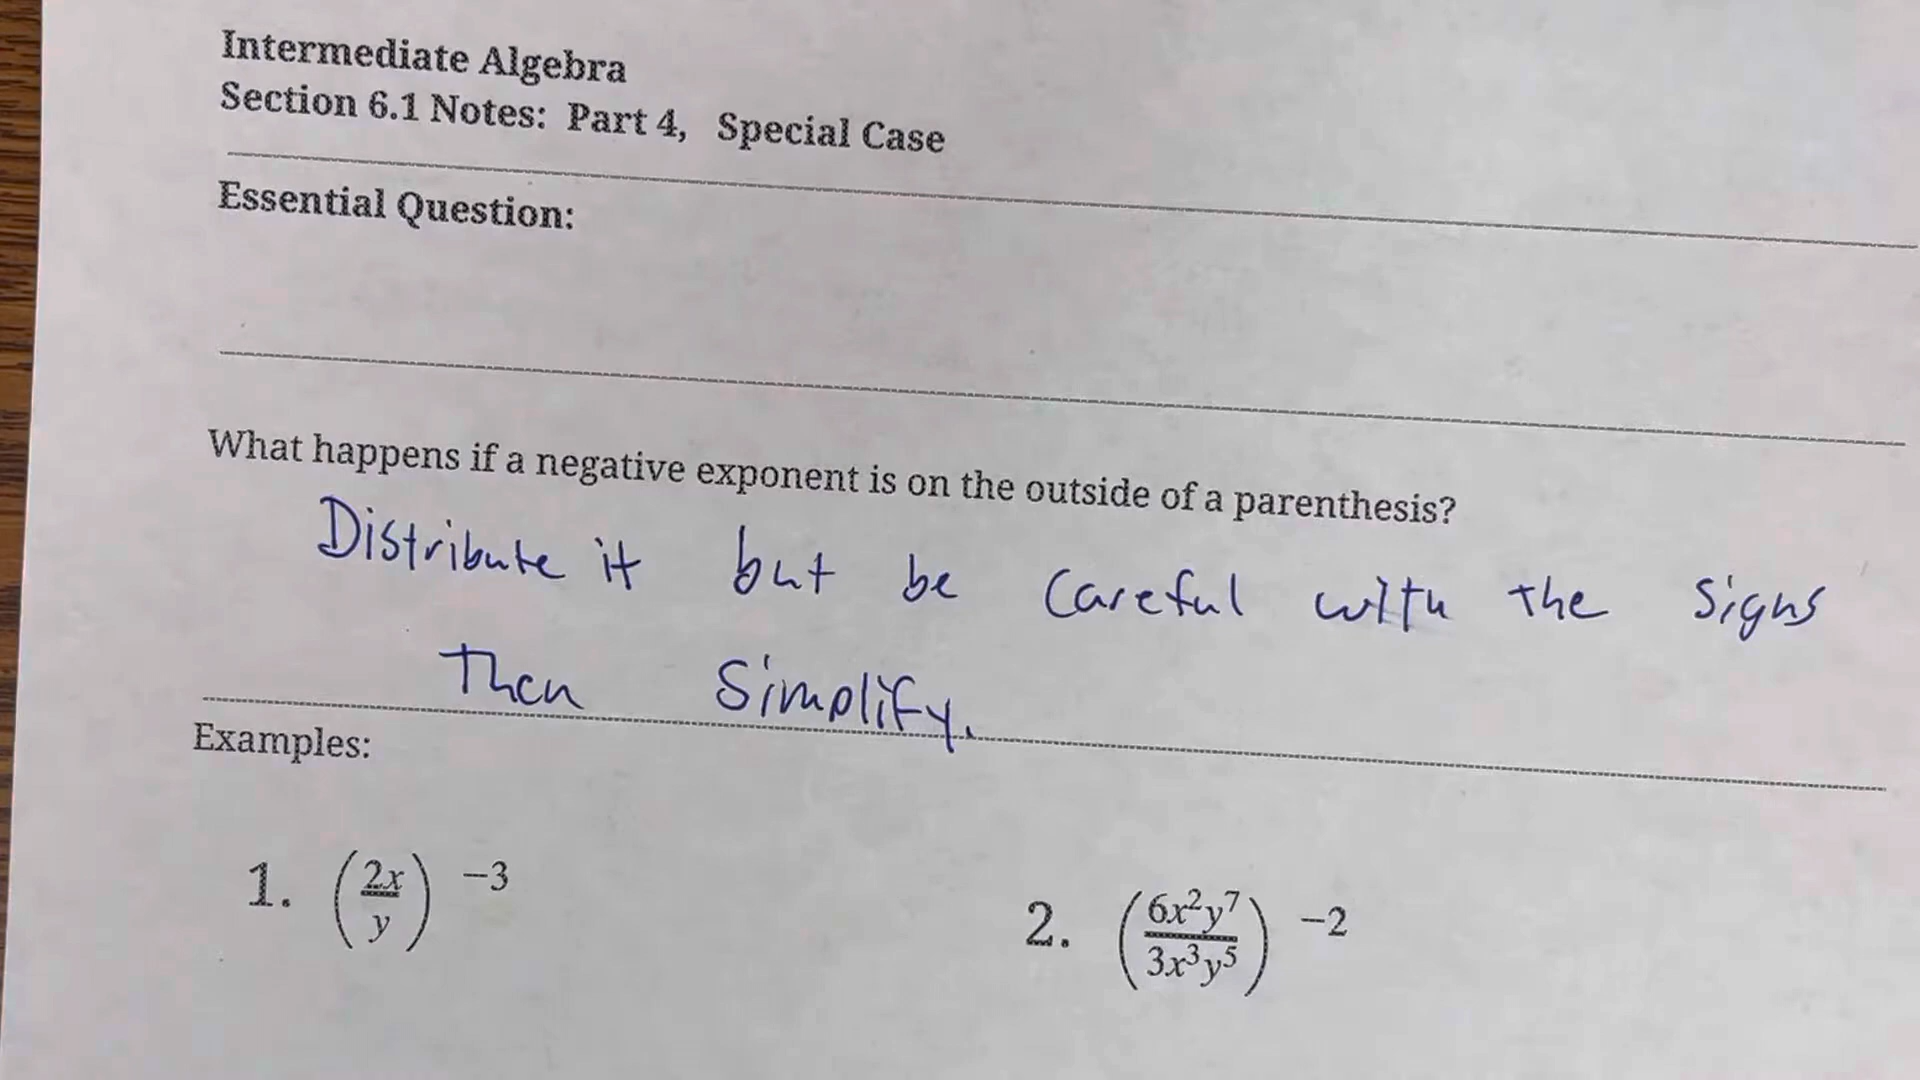 Intermediate Algebra
Section 6.1 Notes: Part 4, Special Case
Essential Question:
What happens if a negative exponent is on the outside of a parenthesis?
Distribute it but be careful with the signs
Then simplify.
Examples:
1. (2x/y)^-3
2. (6x²y⁷/3x³y⁵)^-2